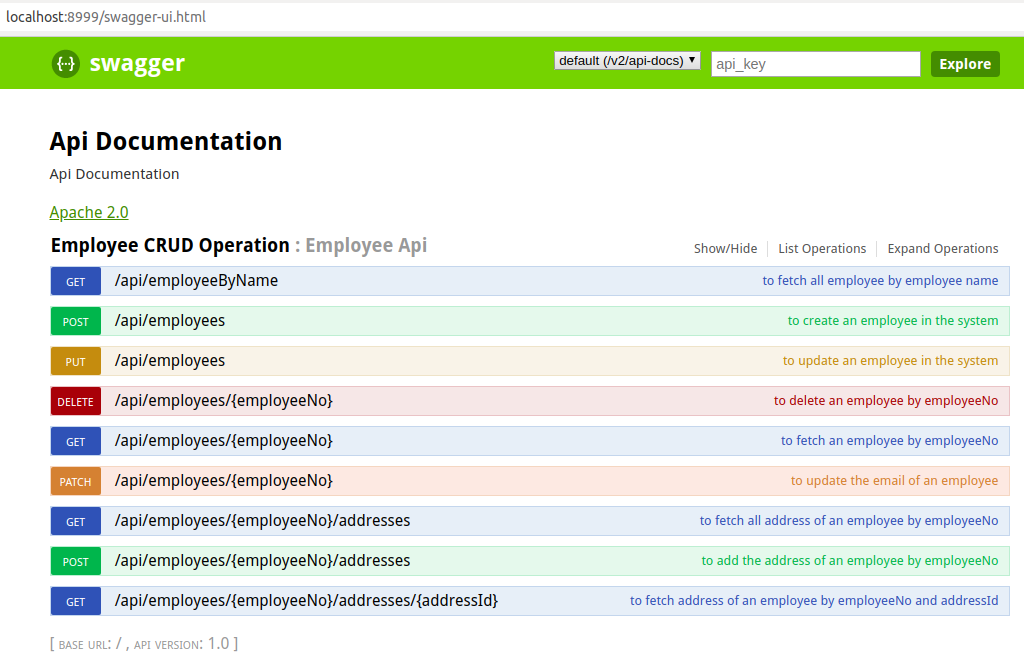 localhost:8999/swagger-ui.html
{··} swagger default (/v2/api-docs) ▼ api_key Explore
Api Documentation
Api Documentation
Apache 2.0
Employee CRUD Operation : Employee Api Show/Hide List Operations Expand Operations
GET /api/employeeByName to fetch all employee by employee name
POST /api/employees to create an employee in the system
PUT /api/employees to update an employee in the system
DELETE /api/employees/{employeeNo} to delete an employee by employeeNo
GET /api/employees/{employeeNo} to fetch an employee by employeeNo
PATCH /api/employees/{employeeNo} to update the email of an employee
GET /api/employees/{employeeNo}/addresses to fetch all address of an employee by employeeNo
POST /api/employees/{employeeNo}/addresses to add the address of an employee by employeeNo
GET /api/employees/{employeeNo}/addresses/{addressId} to fetch address of an employee by employeeNo and addressId
[ BASE URL: / , API VERSION: 1.0 ]